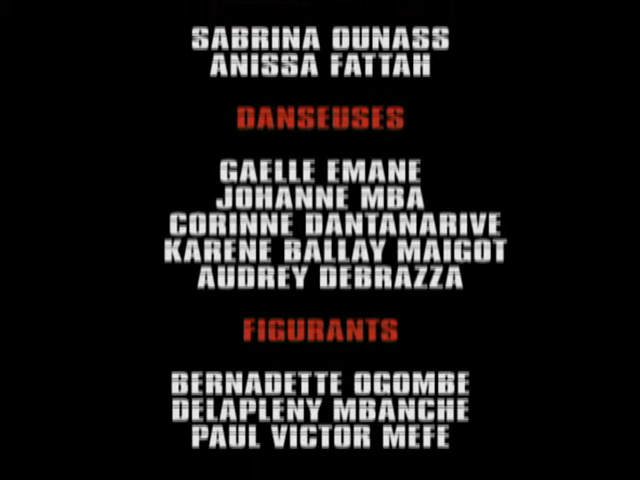 SABRINA OUNASS
ANISSA FATTAH
DANSEUSES
GAELLE EMANE
JOHANNE MBA
CORINNE DANTANARIVE
KARENE BALLAY MAIGOT
AUDREY DEBRAZZA
FIGURANTS
BERNADETTE OGOMBE
DELAPLENY MBANCHE
PAUL VICTOR MEFE